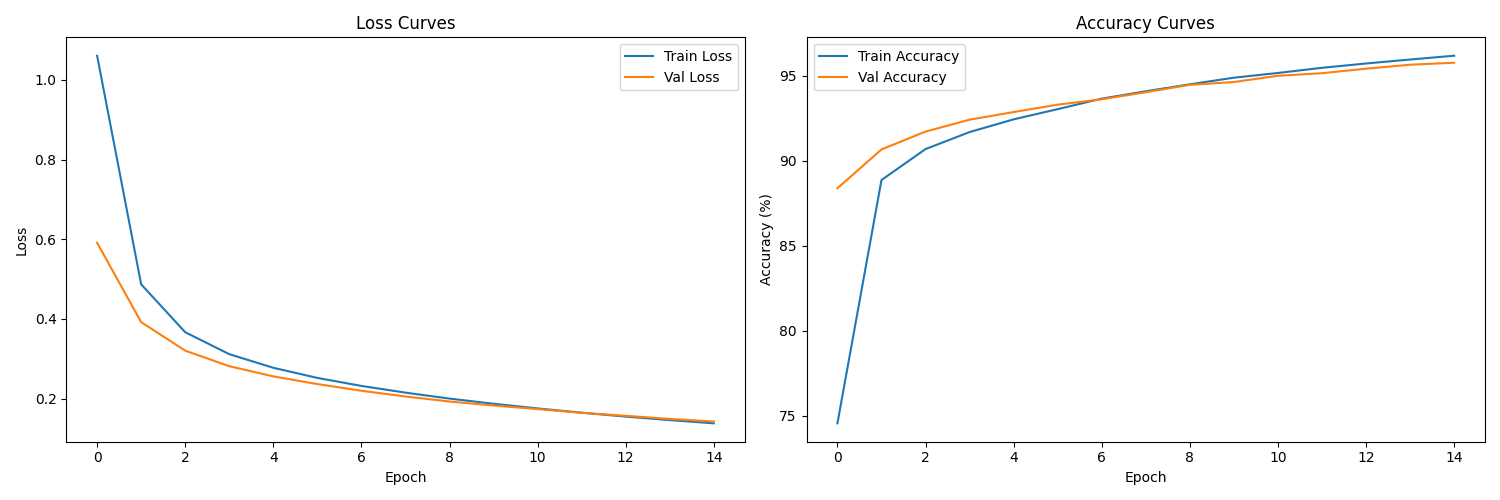 Loss Curves
Train Loss
Val Loss
1.0
0.8
0.6
0.4
0.2
Loss
0 2 4 6 8 10 12 14
Epoch
Accuracy Curves
Train Accuracy
Val Accuracy
95
90
85
80
75
Accuracy (%)
0 2 4 6 8 10 12 14
Epoch